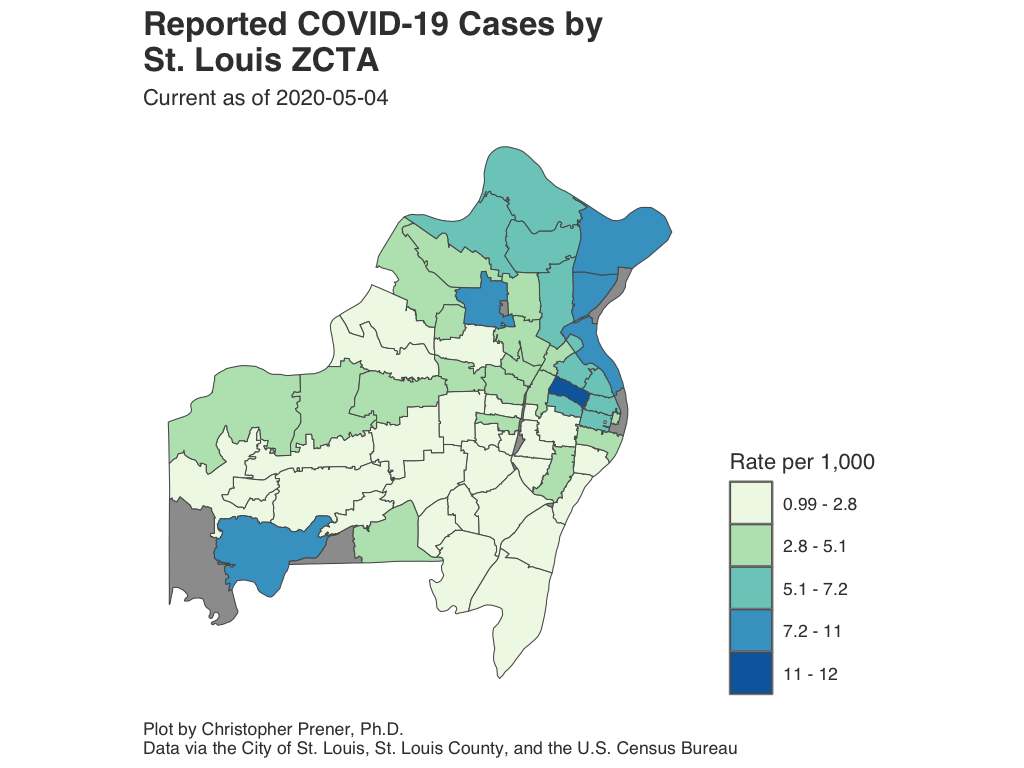 Reported COVID-19 Cases by
St. Louis ZCTA
Current as of 2020-05-04
Rate per 1,000
0.99 - 2.8
2.8 - 5.1
5.1 - 7.2
7.2 - 11
11 - 12
Plot by Christopher Prener, Ph.D.
Data via the City of St. Louis, St. Louis County, and the U.S. Census Bureau